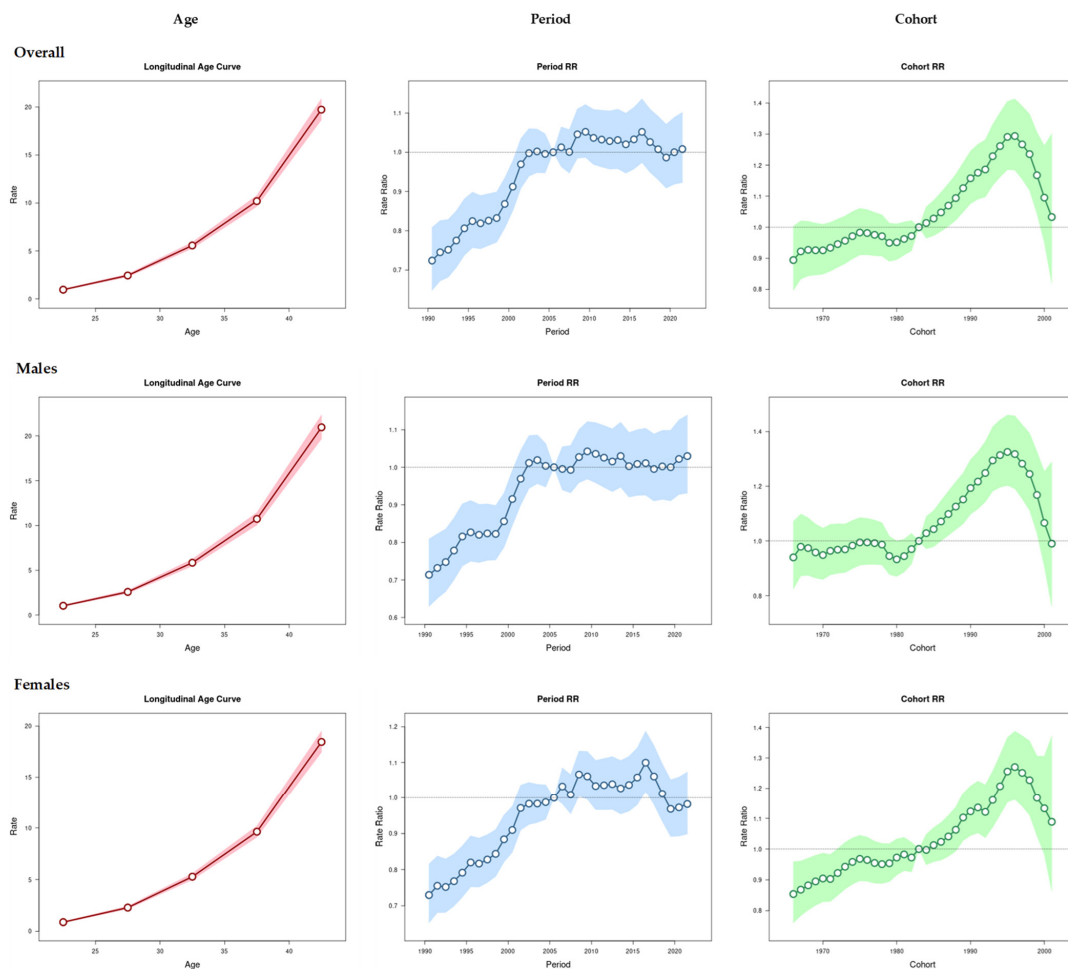 Age Period Cohort
Overall
Longitudinal Age Curve
Rate
20
15
10
5
0
25 30 35 40
Age
Period RR
Rate Ratio
1.1
1.0
0.9
0.8
0.7
1990 1995 2000 2005 2010 2015 2020
Period
Cohort RR
Rate Ratio
1.4
1.3
1.2
1.1
1.0
0.9
0.8
1970 1980 1990 2000
Cohort
Males
Longitudinal Age Curve
Rate
20
15
10
5
0
25 30 35 40
Age
Period RR
Rate Ratio
1.1
1.0
0.9
0.8
0.7
0.6
1990 1995 2000 2005 2010 2015 2020
Period
Cohort RR
Rate Ratio
1.4
1.2
1.0
0.8
1970 1980 1990 2000
Cohort
Females
Longitudinal Age Curve
Rate
20
15
10
5
0
25 30 35 40
Age
Period RR
Rate Ratio
1.2
1.1
1.0
0.9
0.8
0.7
1990 1995 2000 2005 2010 2015 2020
Period
Cohort RR
Rate Ratio
1.4
1.3
1.2
1.1
1.0
0.9
0.8
1970 1980 1990 2000
Cohort